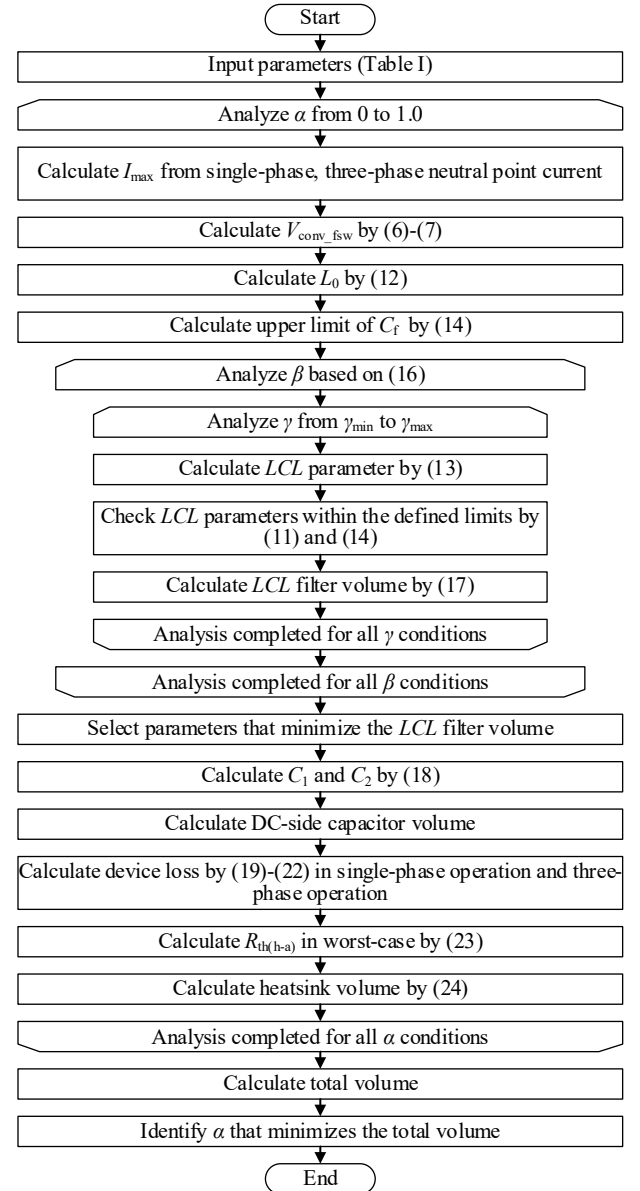 Start
Input parameters (Table I)
Analyze α from 0 to 1.0
Calculate Imax from single-phase, three-phase neutral point current
Calculate Vconv_fsw by (6)-(7)
Calculate L0 by (12)
Calculate upper limit of Cf by (14)
Analyze β based on (16)
Analyze γ from γmin to γmax
Calculate LCL parameter by (13)
Check LCL parameters within the defined limits by
(11) and (14)
Calculate LCL filter volume by (17)
Analysis completed for all γ conditions
Analysis completed for all β conditions
Select parameters that minimize the LCL filter volume
Calculate C1 and C2 by (18)
Calculate DC-side capacitor volume
Calculate device loss by (19)-(22) in single-phase operation and three-
phase operation
Calculate Rth(h-a) in worst-case by (23)
Calculate heatsink volume by (24)
Analysis completed for all α conditions
Calculate total volume
Identify α that minimizes the total volume
End